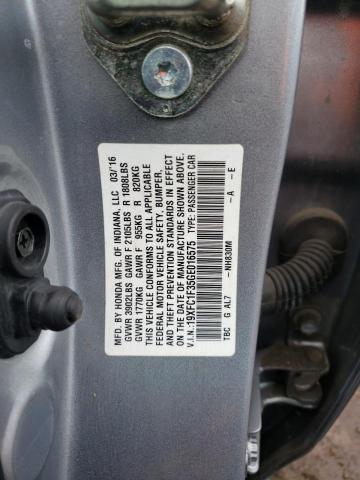 MFD. BY HONDA MFG. OF INDIANA, LLC 03/16
GVWR 3902LBS GAWR F 2105LBS R 1808LBS
GVWR 1770KG GAWR F 955KG R 820KG
THIS VEHICLE CONFORMS TO ALL APPLICABLE
FEDERAL MOTOR VEHICLE SAFETY, BUMPER,
AND THEFT PREVENTION STANDARDS IN EFFECT
ON THE DATE OF MANUFACTURE SHOWN ABOVE.
V.I.N.:19XFC1F35GE016575 TYPE: PASSENGER CAR
TBC G AL7 -NH830M -A -E